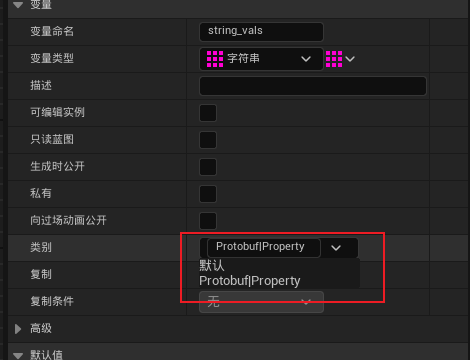 变量
变量命名 string_vals
变量类型 字符串
描述
可编辑实例
只读蓝图
生成时公开
私有
向过场动画公开
类别 Protobuf|Property
默认
复制
Protobuf|Property
复制条件 无
高级
默认值